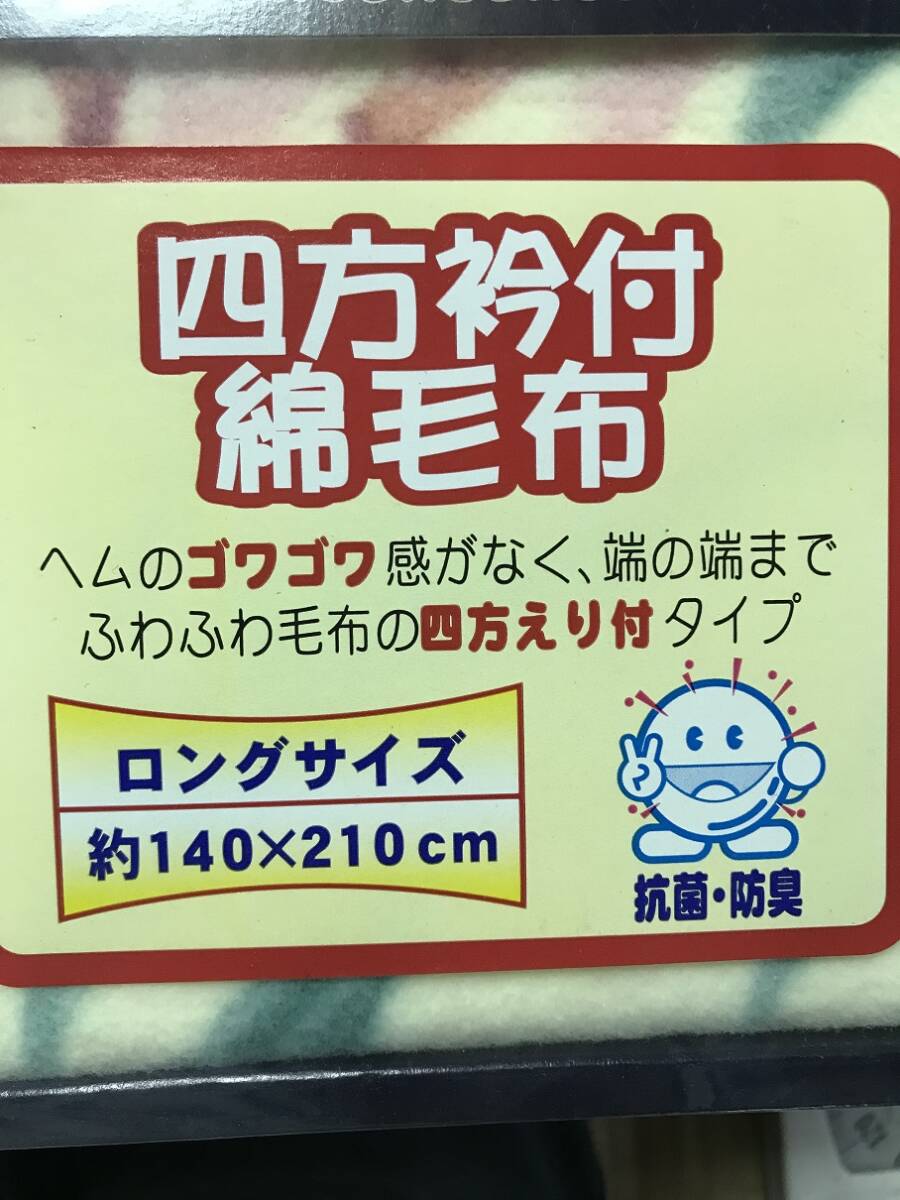 四方衿付
綿毛布
ヘムのゴワゴワ感がなく、端の端まで
ふわふわ毛布の四方えり付タイプ
ロングサイズ
約140×210cm
抗菌・防臭